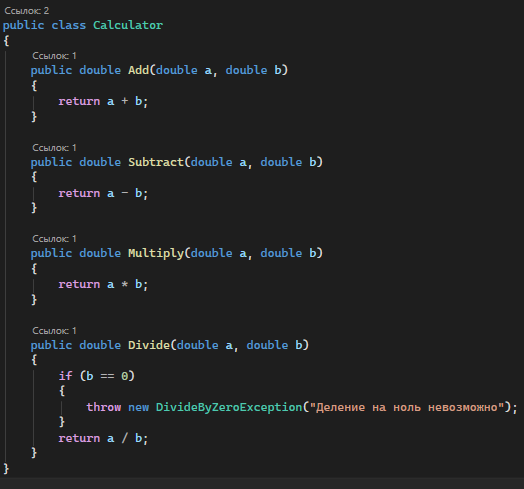 Ссылок: 2
public class Calculator
{
Ссылок: 1
public double Add(double a, double b)
{
return a + b;
}
Ссылок: 1
public double Subtract(double a, double b)
{
return a - b;
}
Ссылок: 1
public double Multiply(double a, double b)
{
return a * b;
}
Ссылок: 1
public double Divide(double a, double b)
{
if (b == 0)
{
throw new DivideByZeroException("Деление на ноль невозможно");
}
return a / b;
}
}